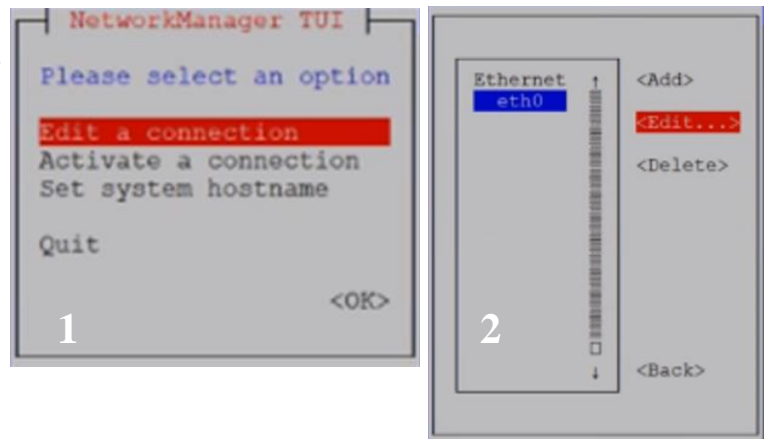 NetworkManager TUI
Please select an option
Edit a connection
Activate a connection
Set system hostname
Quit
<OK>
1
Ethernet ↑ <Add>
eth0 <Edit...>
<Delete>
2
↓ <Back>